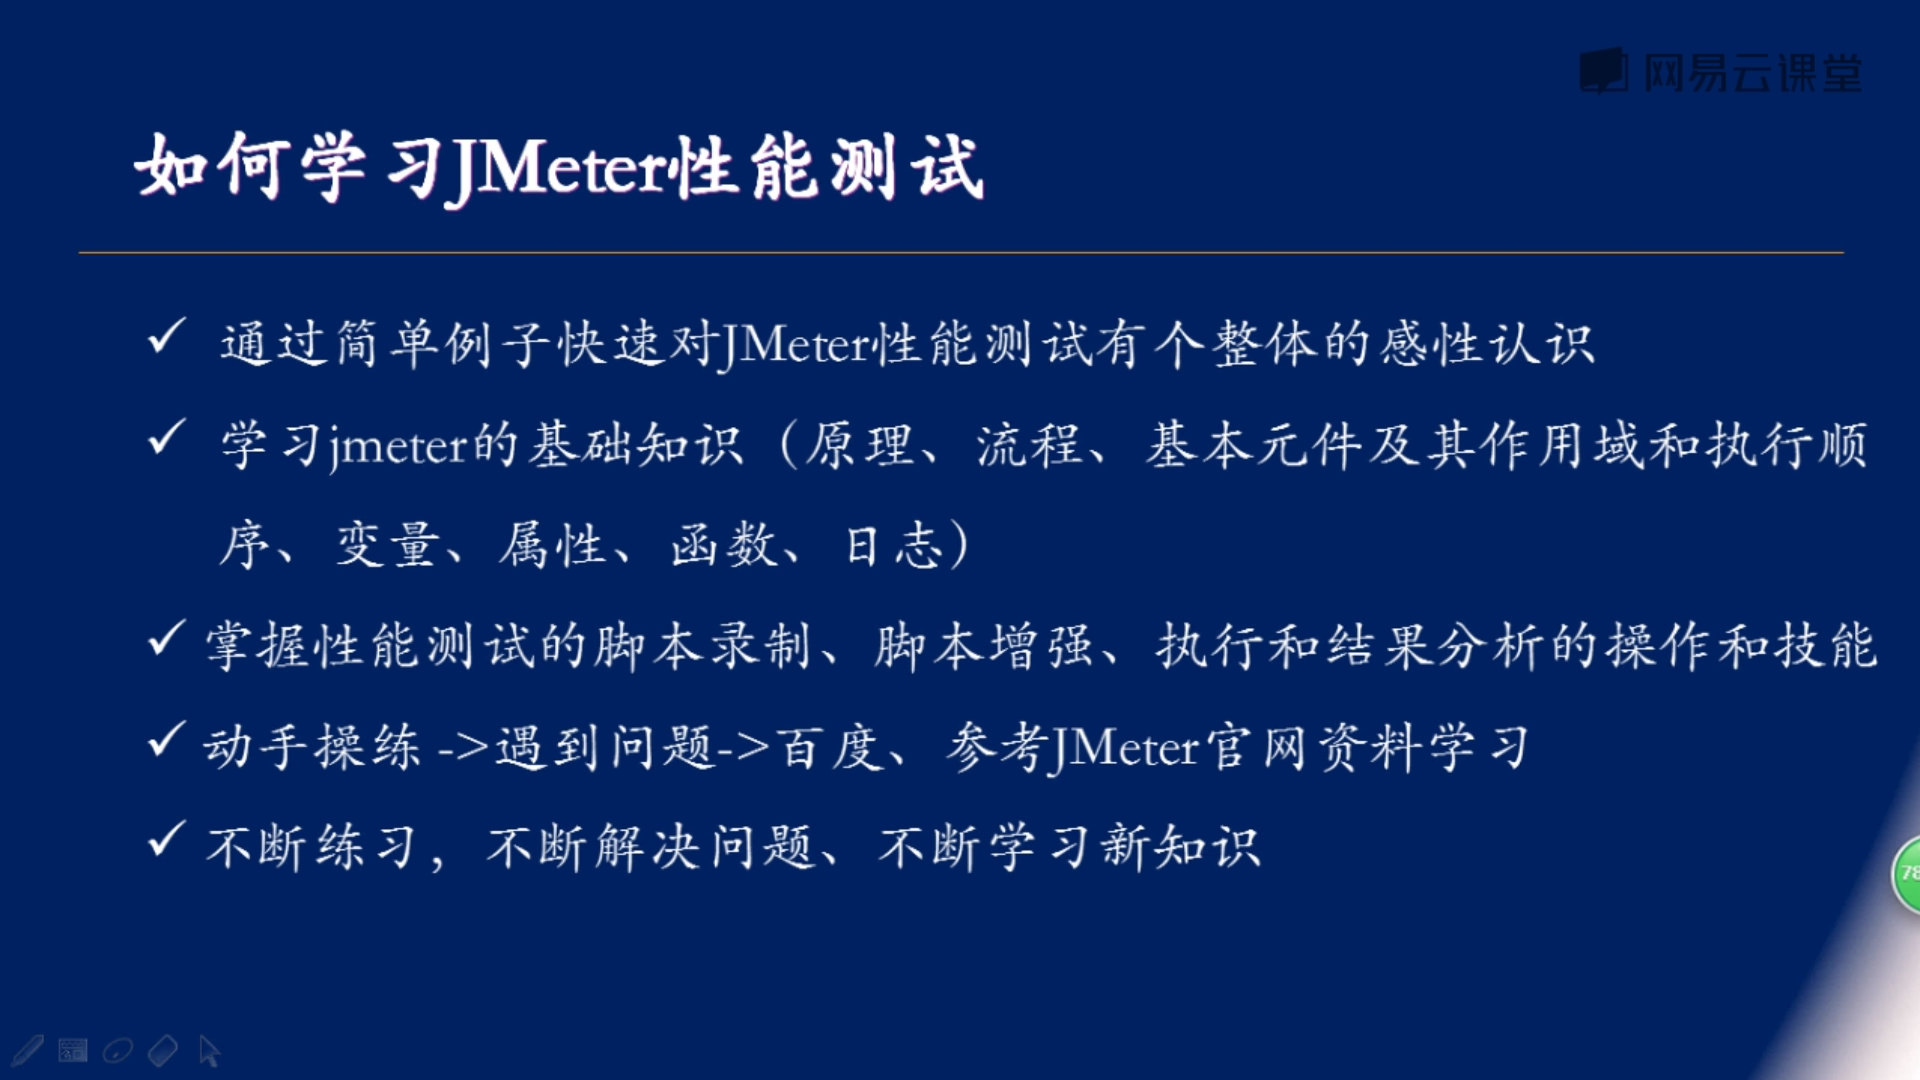 网易云课堂
如何学习JMeter性能测试
✓ 通过简单例子快速对JMeter性能测试有个整体的感性认识
✓ 学习jmeter的基础知识（原理、流程、基本元件及其作用域和执行顺
序、变量、属性、函数、日志）
✓ 掌握性能测试的脚本录制、脚本增强、执行和结果分析的操作和技能
✓ 动手操练 ->遇到问题->百度、参考JMeter官网资料学习
✓ 不断练习，不断解决问题、不断学习新知识
78